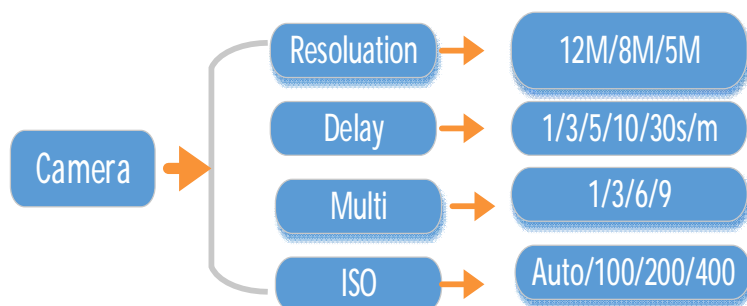 Camera
Resoluation
12M/8M/5M
Delay
1/3/5/10/30s/m
Multi
1/3/6/9
ISO
Auto/100/200/400